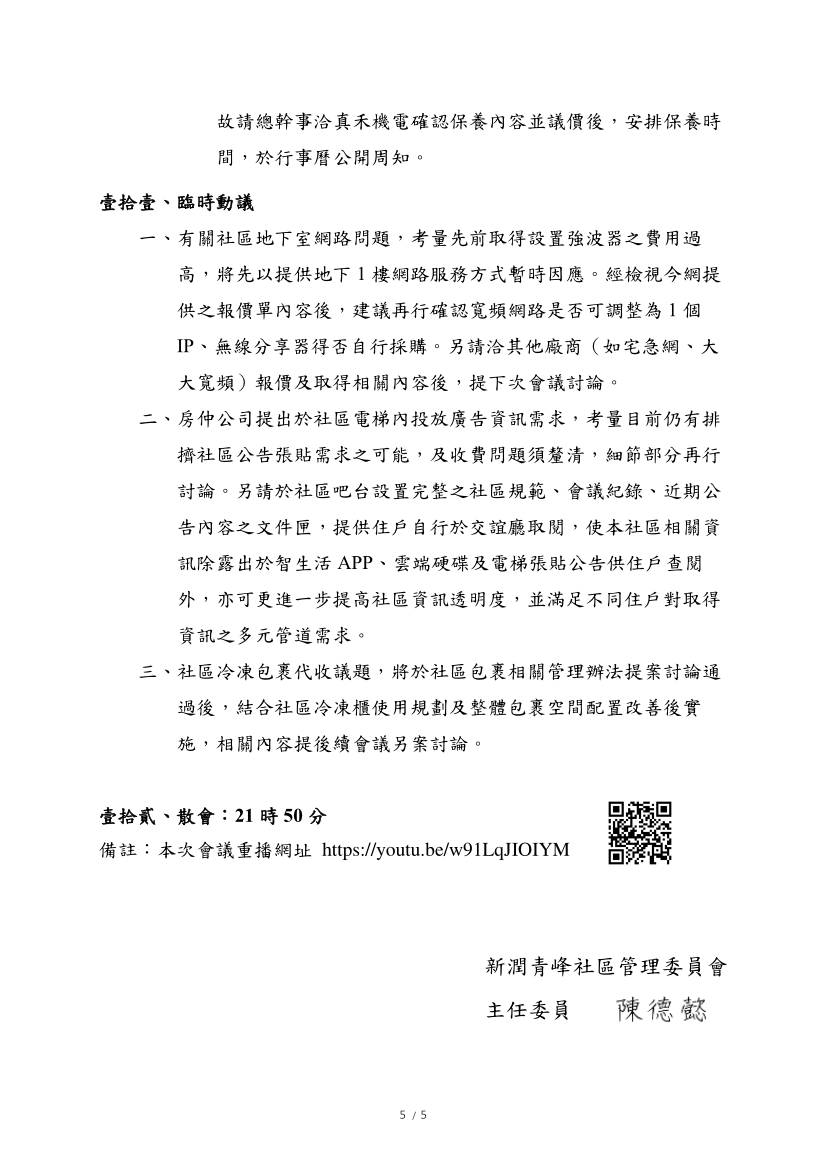 故請總幹事洽真禾機電確認保養內容並議價後，安排保養時
間，於行事曆公開周知。
壹拾壹、臨時動議
一、有關社區地下室網路問題，考量先前取得設置強波器之費用過
高，將先以提供地下 1 樓網路服務方式暫時因應。經檢視今網提
供之報價單內容後，建議再行確認寬頻網路是否可調整為 1 個
IP、無線分享器得否自行採購。另請洽其他廠商（如宅急網、大
大寬頻）報價及取得相關內容後，提下次會議討論。
二、房仲公司提出於社區電梯內投放廣告資訊需求，考量目前仍有排
擠社區公告張貼需求之可能，及收費問題須釐清，細節部分再行
討論。另請於社區吧台設置完整之社區規範、會議紀錄、近期公
告內容之文件匣，提供住戶自行於交誼廳取閱，使本社區相關資
訊除露出於智生活 APP、雲端硬碟及電梯張貼公告供住戶查閱
外，亦可更進一步提高社區資訊透明度，並滿足不同住戶對取得
資訊之多元管道需求。
三、社區冷凍包裹代收議題，將於社區包裹相關管理辦法提案討論通
過後，結合社區冷凍櫃使用規劃及整體包裹空間配置改善後實
施，相關內容提後續會議另案討論。
壹拾貳、散會：21 時 50 分
備註：本次會議重播網址 https://youtu.be/w91LqJIOIYM
新潤青峰社區管理委員會
主任委員 陳德懿
5 / 5